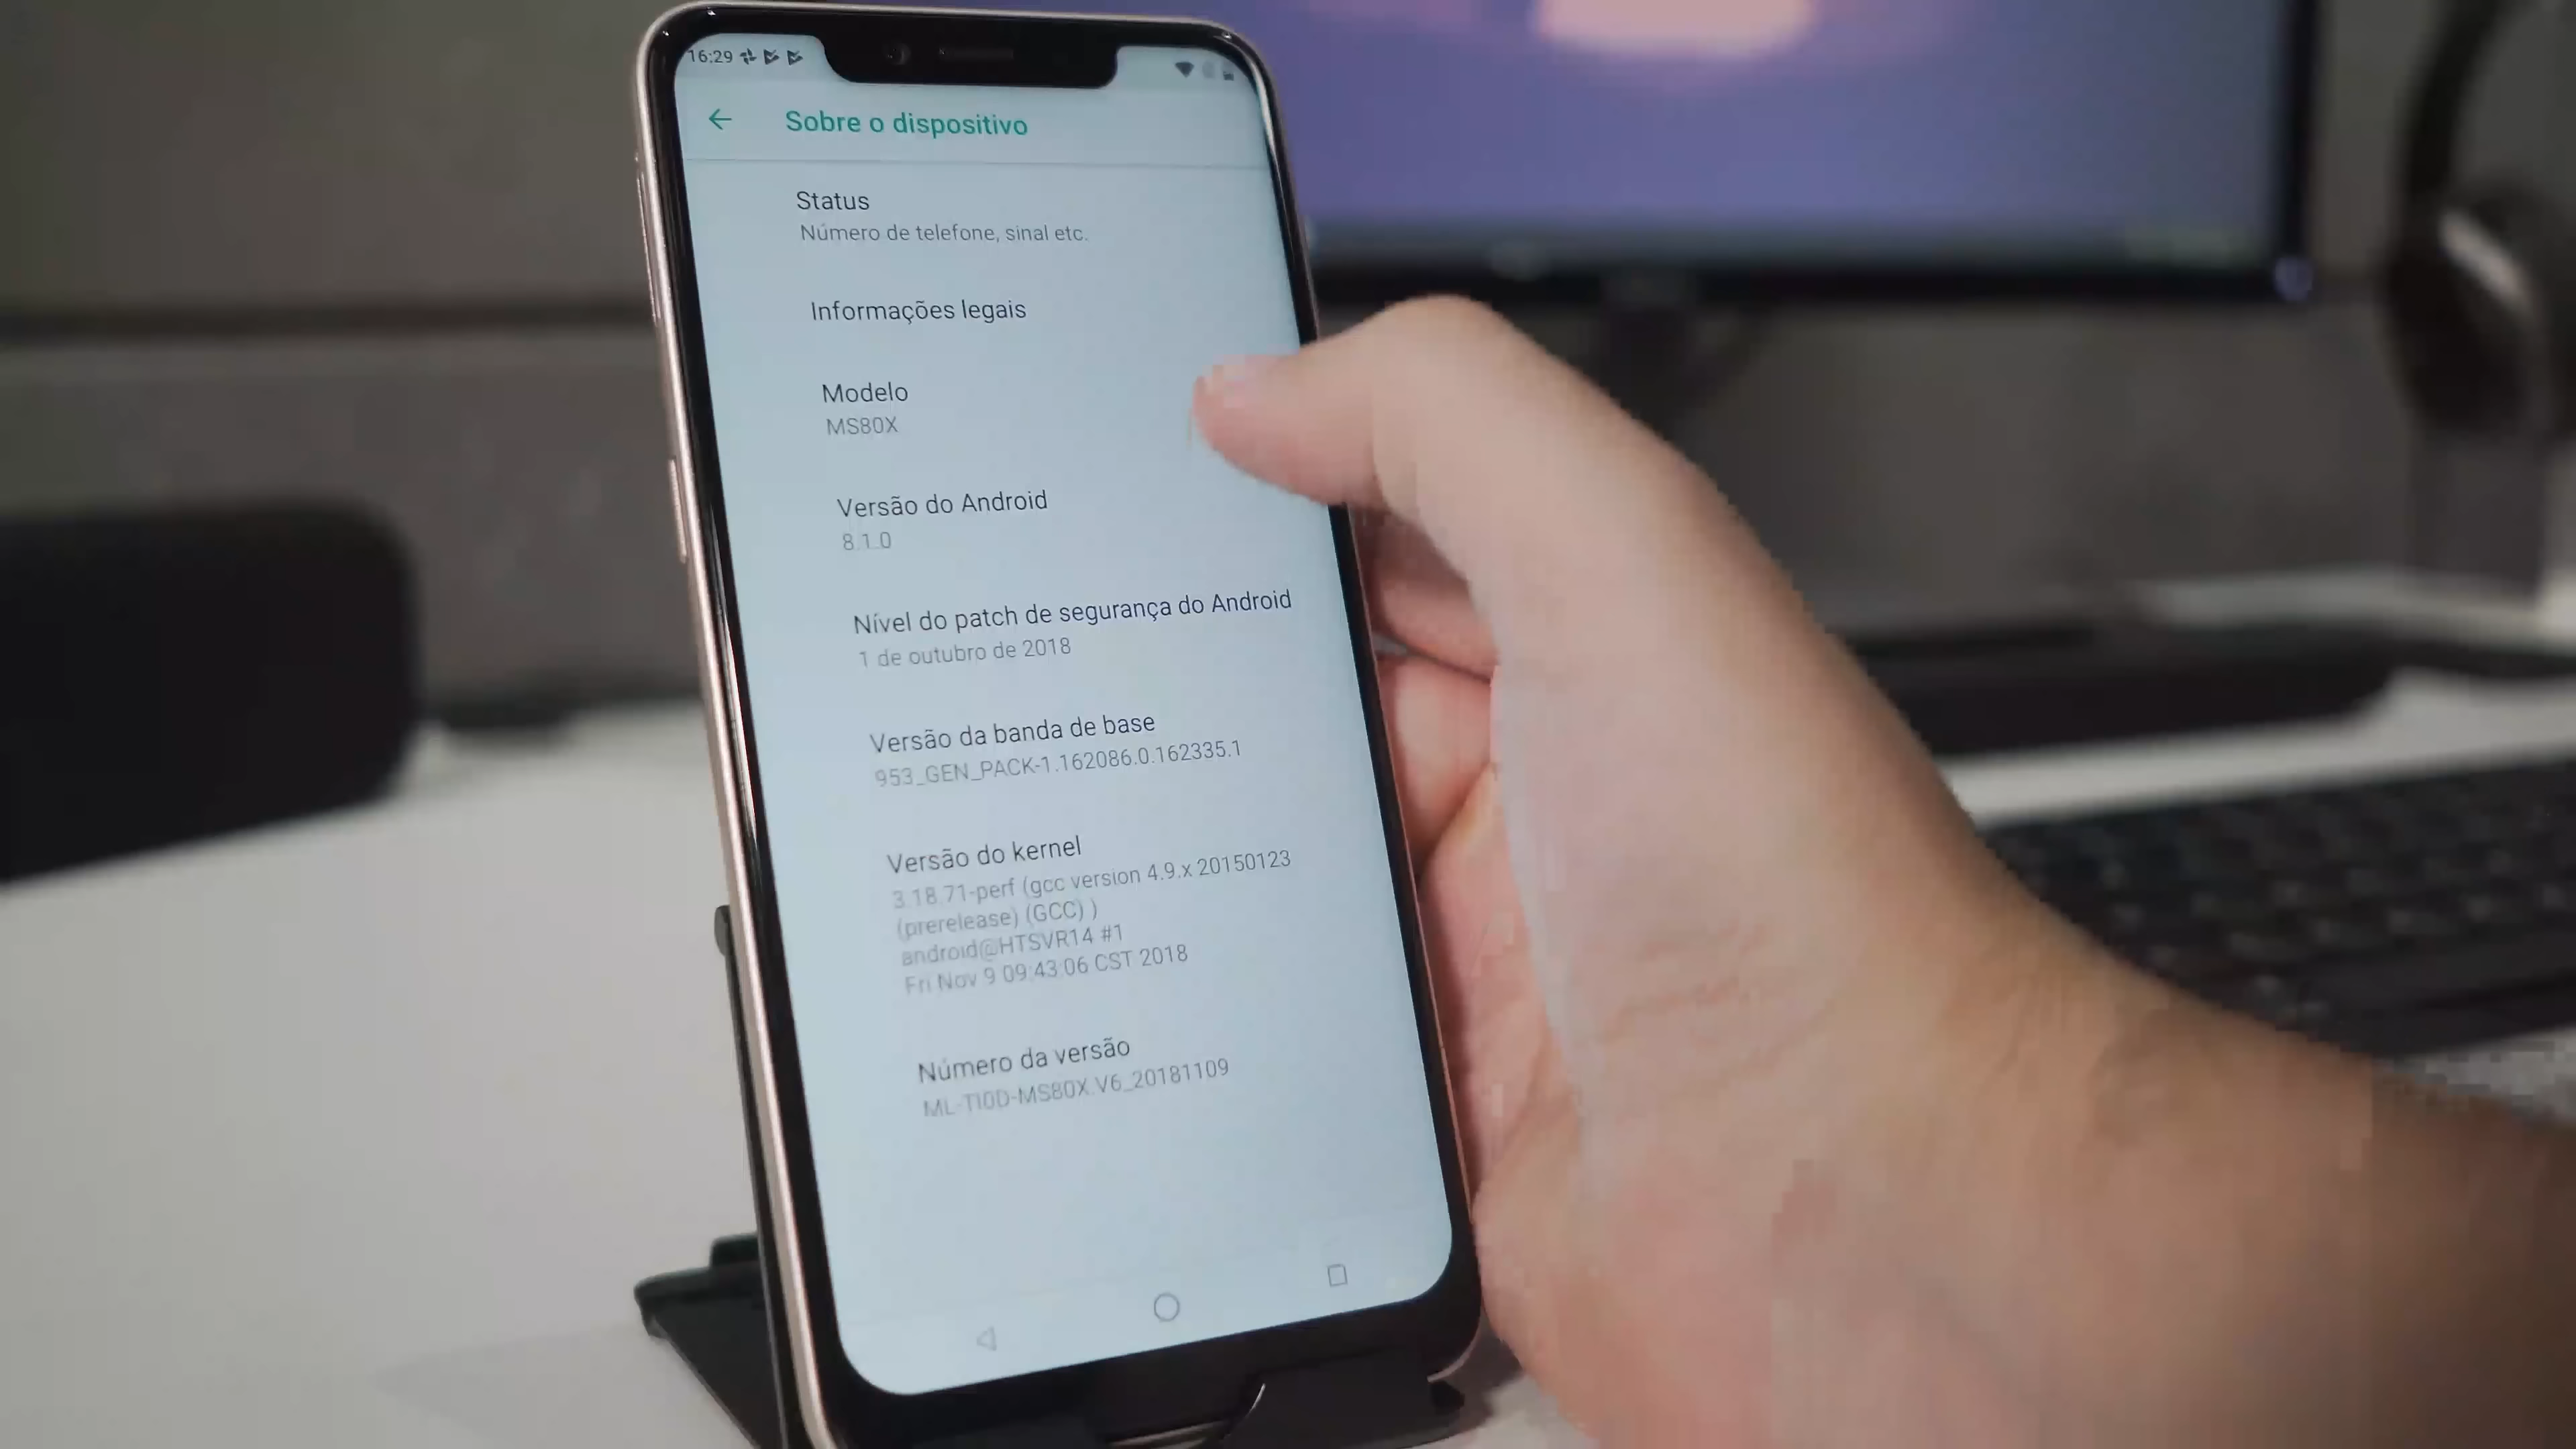 16:29
Sobre o dispositivo
Status
Número de telefone, sinal etc.
Informações legais
Modelo
MS80X
Versão do Android
8.1.0
Nível do patch de segurança do Android
1 de outubro de 2018
Versão da banda de base
953_GEN_PACK-1.162086.0.162335.1
Versão do kernel
3.18.71-perf (gcc version 4.9.x 20150123
(prerelease) (GCC) )
android@HTSVR14 #1
Fri Nov 9 09:43:06 CST 2018
Número da versão
ML-TI0D-MS80X.V6_20181109